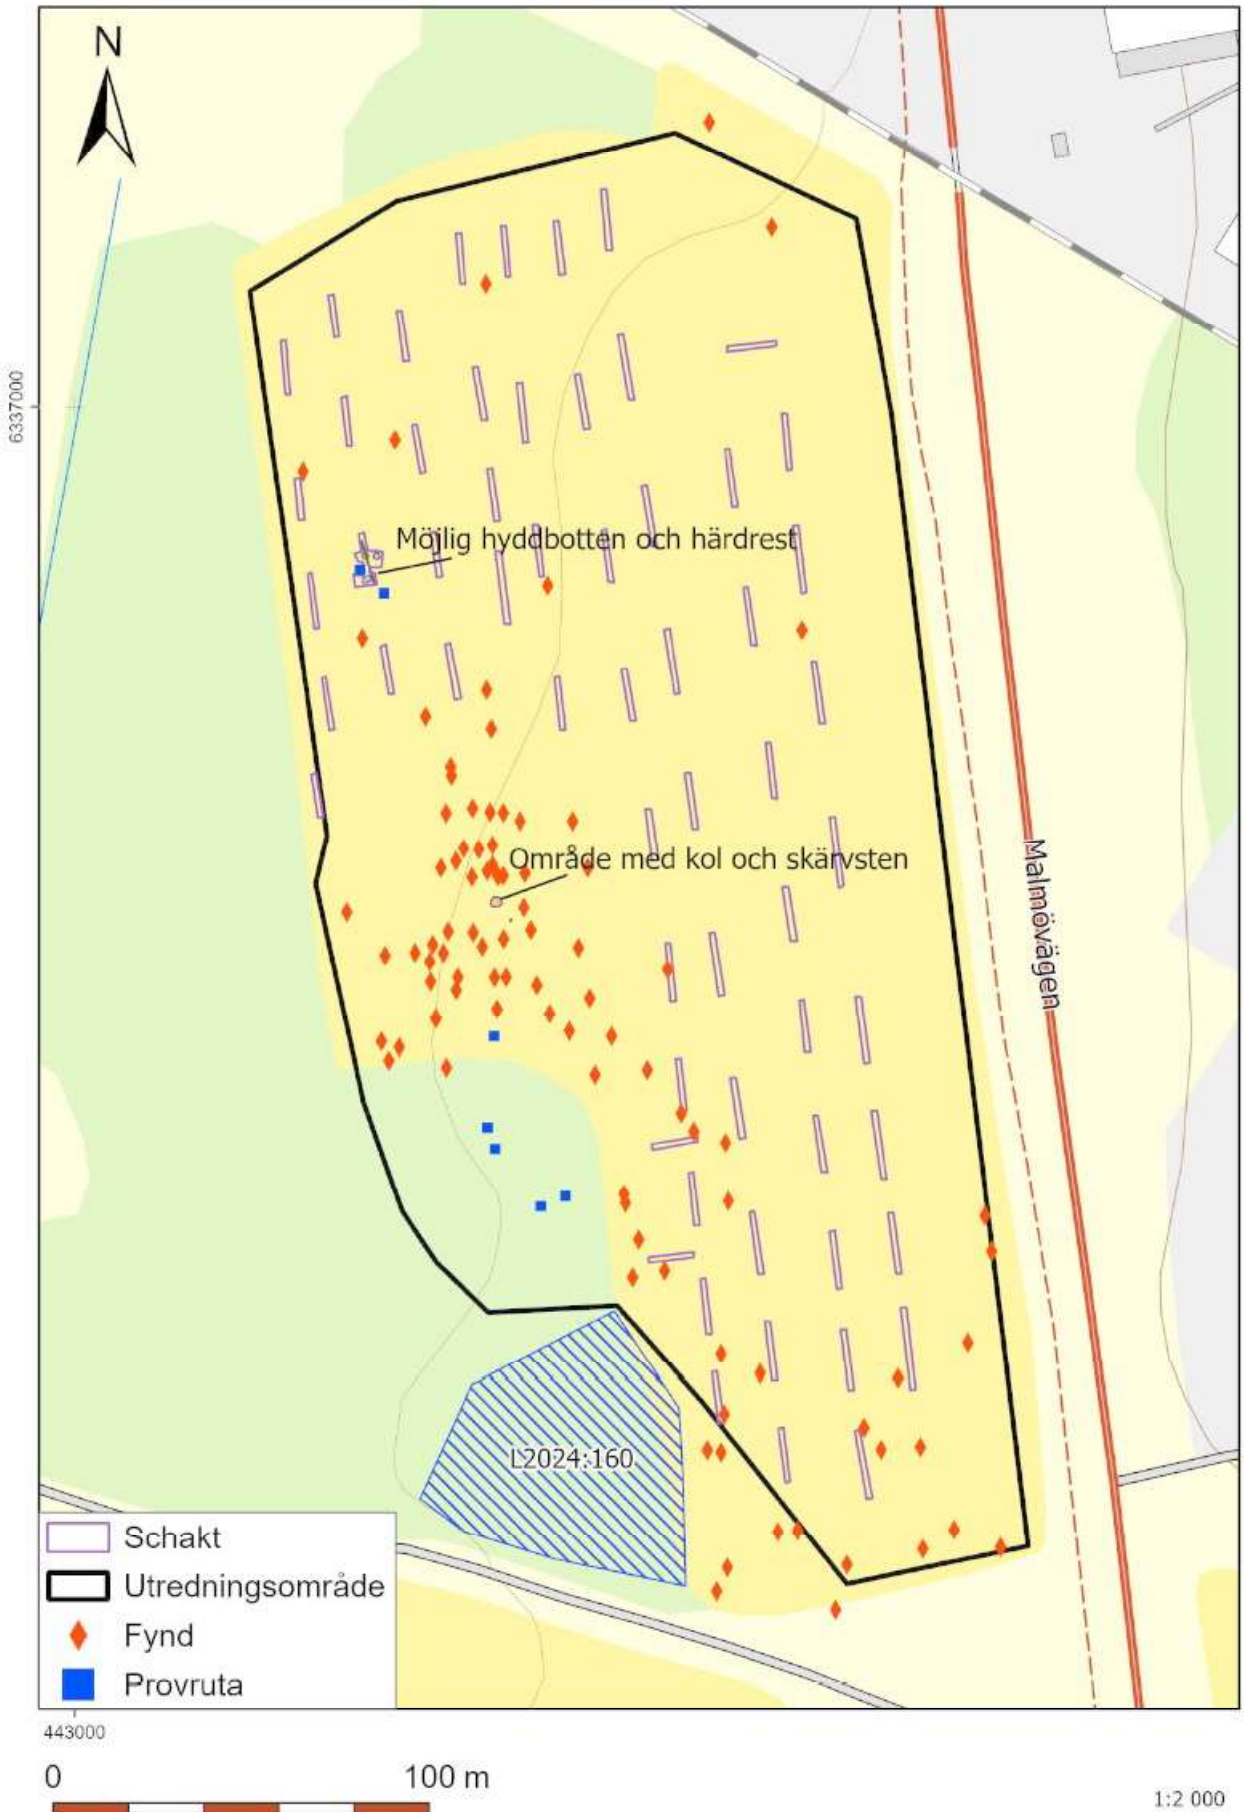 N
6337000
Möjlig hyddbotten och härdrest
Område med kol och skärvsten
Malmövägen
L2024:160
Schakt
Utredningsområde
Fynd
Provruta
443000
0 100 m
1:2 000